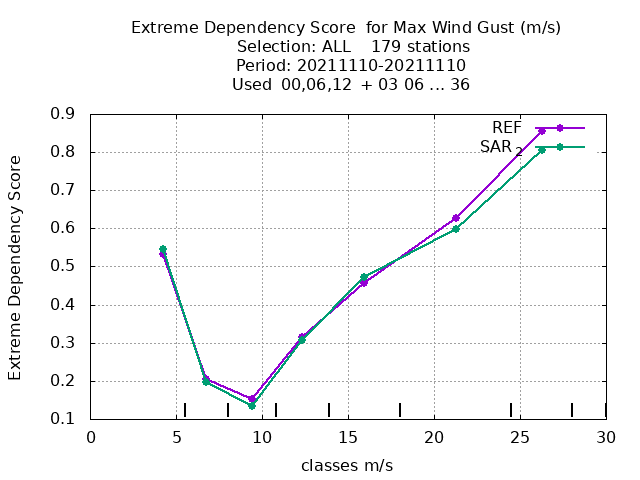 Extreme Dependency Score  for Max Wind Gust (m/s)
Selection: ALL    179 stations
Period: 20211110-20211110
Used  00,06,12  + 03 06 ... 36
REF
SAR 2
0.9
0.8
0.7
0.6
0.5
0.4
0.3
0.2
0.1
Extreme Dependency Score
0 5 10 15 20 25 30
classes m/s